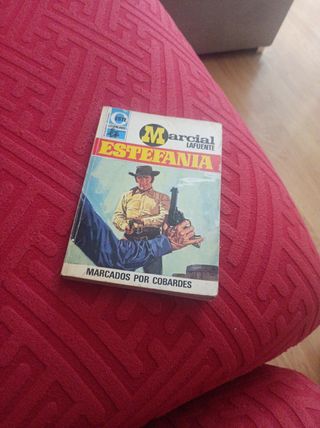 Marcial
LAFUENTE
ESTEFANIA
MARCADOS POR COBARDES